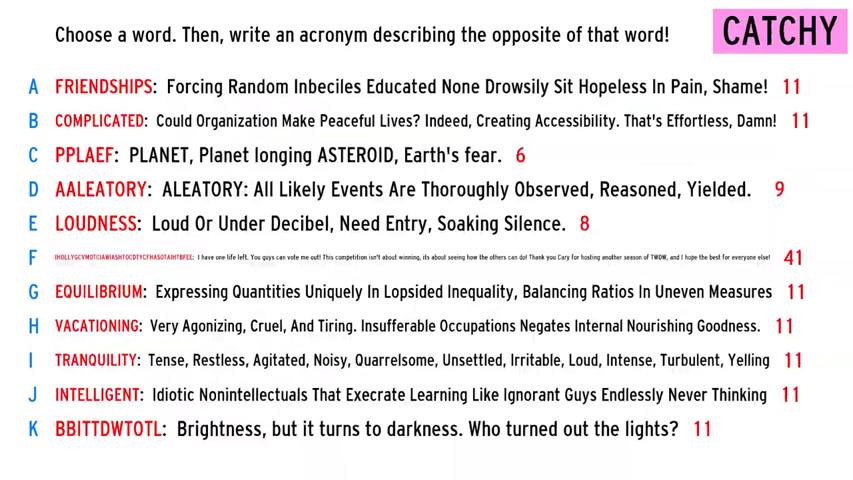 Choose a word. Then, write an acronym describing the opposite of that word!
CATCHY
A FRIENDSHIPS: Forcing Random Inbeciles Educated None Drowsily Sit Hopeless In Pain, Shame! 11
B COMPLICATED: Could Organization Make Peaceful Lives? Indeed, Creating Accessibility. That's Effortless, Damn! 11
C PPLAEF: PLANET, Planet longing ASTEROID, Earth's fear. 6
D AALEATORY: ALEATORY: All Likely Events Are Thoroughly Observed, Reasoned, Yielded. 9
E LOUDNESS: Loud Or Under Decibel, Need Entry, Soaking Silence. 8
F I have one life left. You guys can vote me out! This competition isn't about winning, its about seeing how the others can do! Thank you Cary for hosting another season of TWOW, and I hope the best for everyone else! 41
G EQUILIBRIUM: Expressing Quantities Uniquely In Lopsided Inequality, Balancing Ratios In Uneven Measures 11
H VACATIONING: Very Agonizing, Cruel, And Tiring. Insufferable Occupations Negates Internal Nourishing Goodness. 11
I TRANQUILITY: Tense, Restless, Agitated, Noisy, Quarrelsome, Unsettled, Irritable, Loud, Intense, Turbulent, Yelling 11
J INTELLIGENT: Idiotic Nonintellectuals That Execrate Learning Like Ignorant Guys Endlessly Never Thinking 11
K BBITTDWTOTL: Brightness, but it turns to darkness. Who turned out the lights? 11